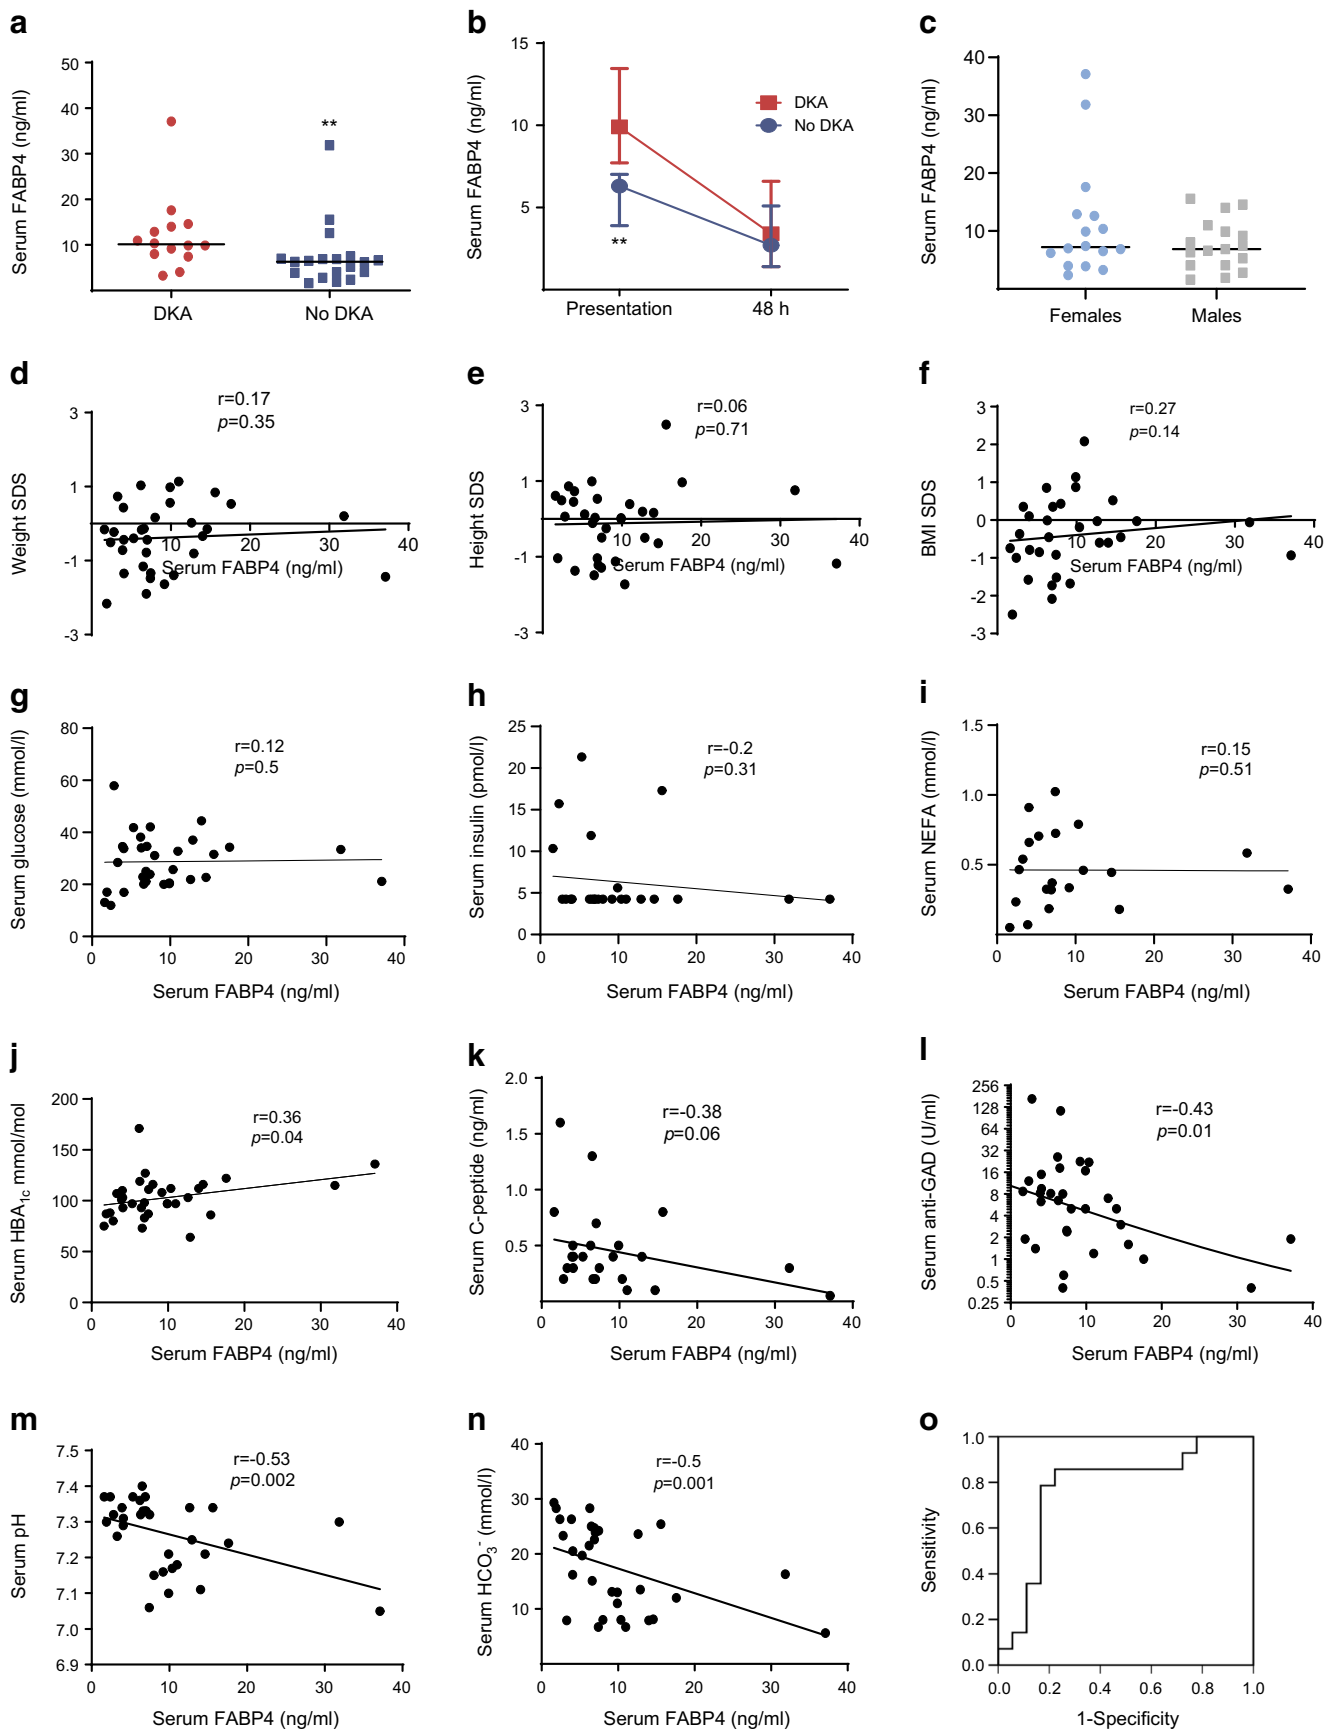 a
Serum FABP4 (ng/ml)
50
40
30
20
10
**
DKA
No DKA
b
Serum FABP4 (ng/ml)
15
10
5
DKA
No DKA
**
Presentation
48 h
c
Serum FABP4 (ng/ml)
40
30
20
10
Females
Males
d
Weight SDS
r=0.17
p=0.35
3
1
-1
-3
10
20
30
40
Serum FABP4 (ng/ml)
e
Height SDS
r=0.06
p=0.71
3
1
-1
-3
10
20
30
40
Serum FABP4 (ng/ml)
f
BMI SDS
r=0.27
p=0.14
3
2
1
0
-1
-2
-3
10
20
30
40
Serum FABP4 (ng/ml)
g
Serum glucose (mmol/l)
r=0.12
p=0.5
80
60
40
20
0
0
10
20
30
40
Serum FABP4 (ng/ml)
h
Serum insulin (pmol/l)
r=-0.2
p=0.31
25
20
15
10
5
0
0
10
20
30
40
Serum FABP4 (ng/ml)
i
Serum NEFA (mmol/l)
r=0.15
p=0.51
1.5
1.0
0.5
0
10
20
30
40
Serum FABP4 (ng/ml)
j
Serum HBA1c mmol/mol
r=0.36
p=0.04
200
150
100
50
0
0
10
20
30
40
Serum FABP4 (ng/ml)
k
Serum C-peptide (ng/ml)
r=-0.38
p=0.06
2.0
1.5
1.0
0.5
0
10
20
30
40
Serum FABP4 (ng/ml)
l
Serum anti-GAD (U/ml)
r=-0.43
p=0.01
256
128
64
32
16
8
4
2
1
0.5
0.25
0
10
20
30
40
Serum FABP4 (ng/ml)
m
Serum pH
r=-0.53
p=0.002
7.5
7.4
7.3
7.2
7.1
7.0
6.9
0
10
20
30
40
Serum FABP4 (ng/ml)
n
Serum HCO3- (mmol/l)
r=-0.5
p=0.001
40
30
20
10
0
10
20
30
40
Serum FABP4 (ng/ml)
o
Sensitivity
1.0
0.8
0.6
0.4
0.2
0.0
0.0
0.2
0.4
0.6
0.8
1.0
1-Specificity